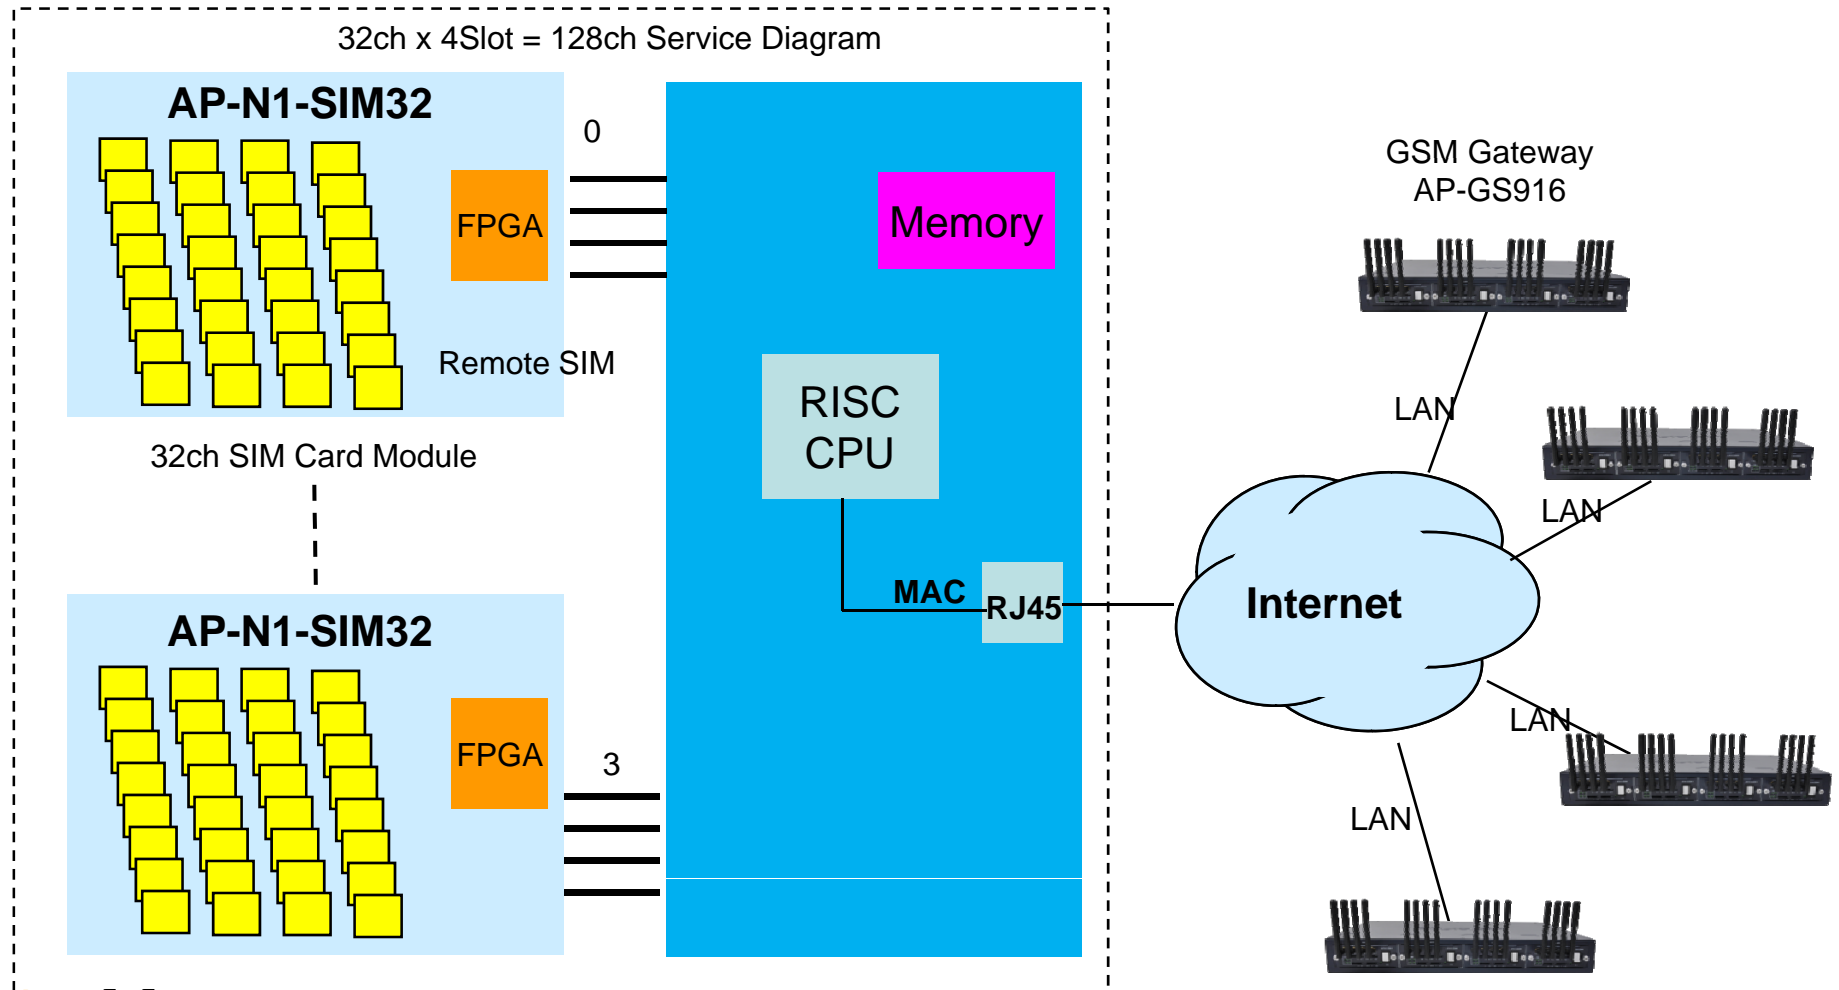 32ch x 4Slot = 128ch Service Diagram
AP-N1-SIM32
0
FPGA
Remote SIM
32ch SIM Card Module
AP-N1-SIM32
FPGA
3
Memory
RISC
CPU
MAC
RJ45
Internet
GSM Gateway
AP-GS916
LAN
LAN
LAN
LAN